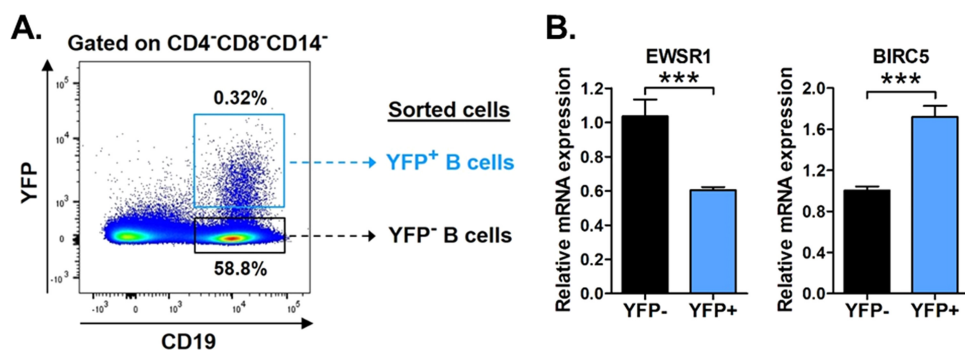 A.
Gated on CD4⁻CD8⁻CD14⁻
YFP
10⁵
10⁴
10³
0
-10³
-10³
0
10³
10⁴
10⁵
CD19
0.32%
58.8%
Sorted cells
YFP⁺ B cells
YFP⁻ B cells
B.
EWSR1
***
Relative mRNA expression
1.2
1.0
0.8
0.6
0.4
0.2
0.0
YFP-
YFP+
BIRC5
***
Relative mRNA expression
2.0
1.6
1.2
0.8
0.4
0.0
YFP-
YFP+